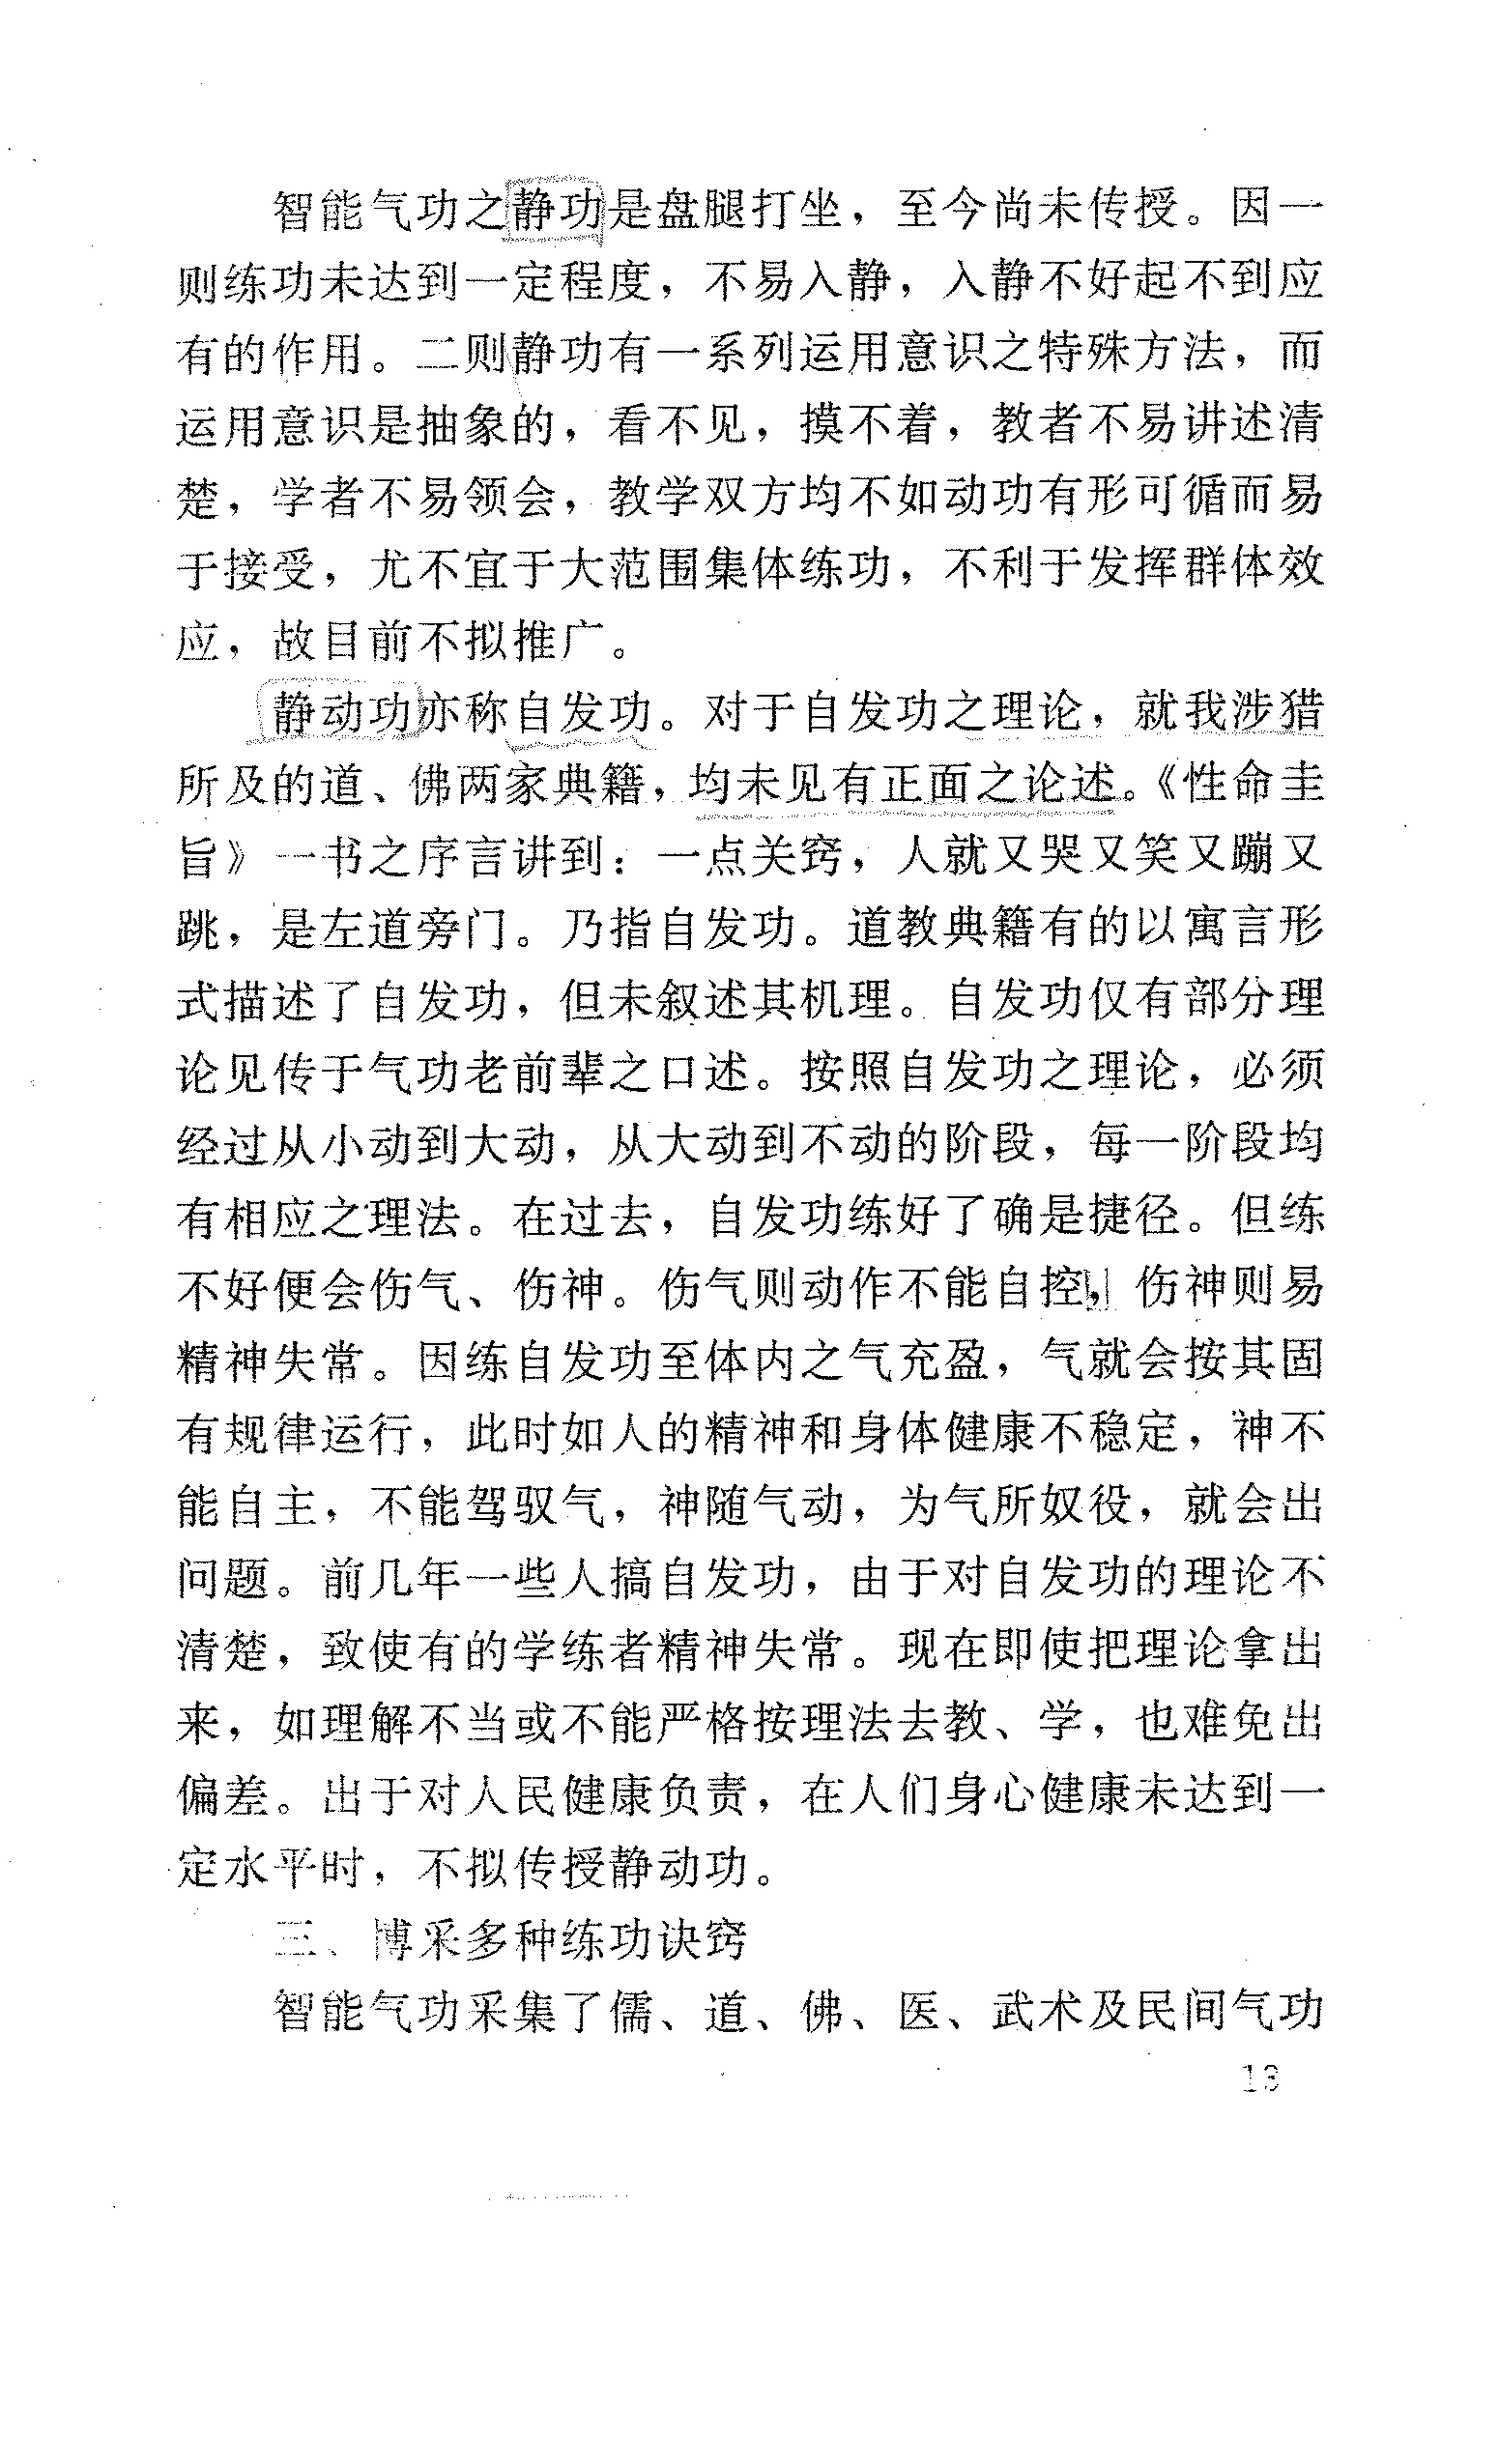 智能气功之静功是盘腿打坐，至今尚未传授。因一
则练功未达到一定程度，不易入静，入静不好起不到应
有的作用。二则静功有一系列运用意识之特殊方法，而
运用意识是抽象的，看不见，摸不着，教者不易讲述清
楚，学者不易领会，教学双方均不如动功有形可循而易
于接受，尤不宜于大范围集体练功，不利于发挥群体效
应，故目前不拟推广。
静动功亦称自发功。对于自发功之理论，就我涉猎
所及的道、佛两家典籍，均未见有正面之论述。《性命圭
旨》一书之序言讲到：一点关窍，人就又哭又笑又蹦又
跳，是左道旁门。乃指自发功。道教典籍有的以寓言形
式描述了自发功，但未叙述其机理。自发功仅有部分理
论见传于气功老前辈之口述。按照自发功之理论，必须
经过从小动到大动，从大动到不动的阶段，每一阶段均
有相应之理法。在过去，自发功练好了确是捷径。但练
不好便会伤气、伤神。伤气则动作不能自控，伤神则易
精神失常。因练自发功至体内之气充盈，气就会按其固
有规律运行，此时如人的精神和身体健康不稳定，神不
能自主，不能驾驭气，神随气动，为气所奴役，就会出
问题。前几年一些人搞自发功，由于对自发功的理论不
清楚，致使有的学练者精神失常。现在即使把理论拿出
来，如理解不当或不能严格按理法去教、学，也难免出
偏差。出于对人民健康负责，在人们身心健康未达到一
定水平时，不拟传授静动功。
三、博采多种练功诀窍
智能气功采集了儒、道、佛、医、武术及民间气功
13